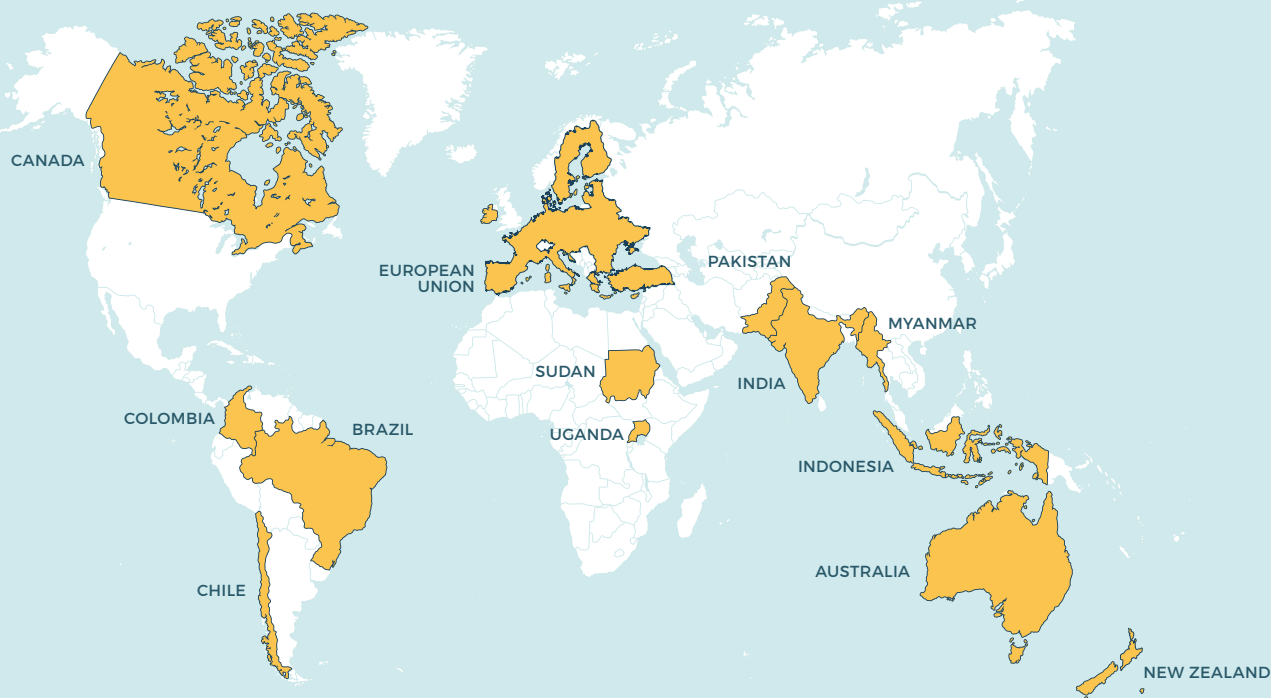 CANADA
EUROPEAN
UNION
PAKISTAN
MYANMAR
SUDAN
INDIA
COLOMBIA
BRAZIL
UGANDA
INDONESIA
AUSTRALIA
CHILE
NEW ZEALAND